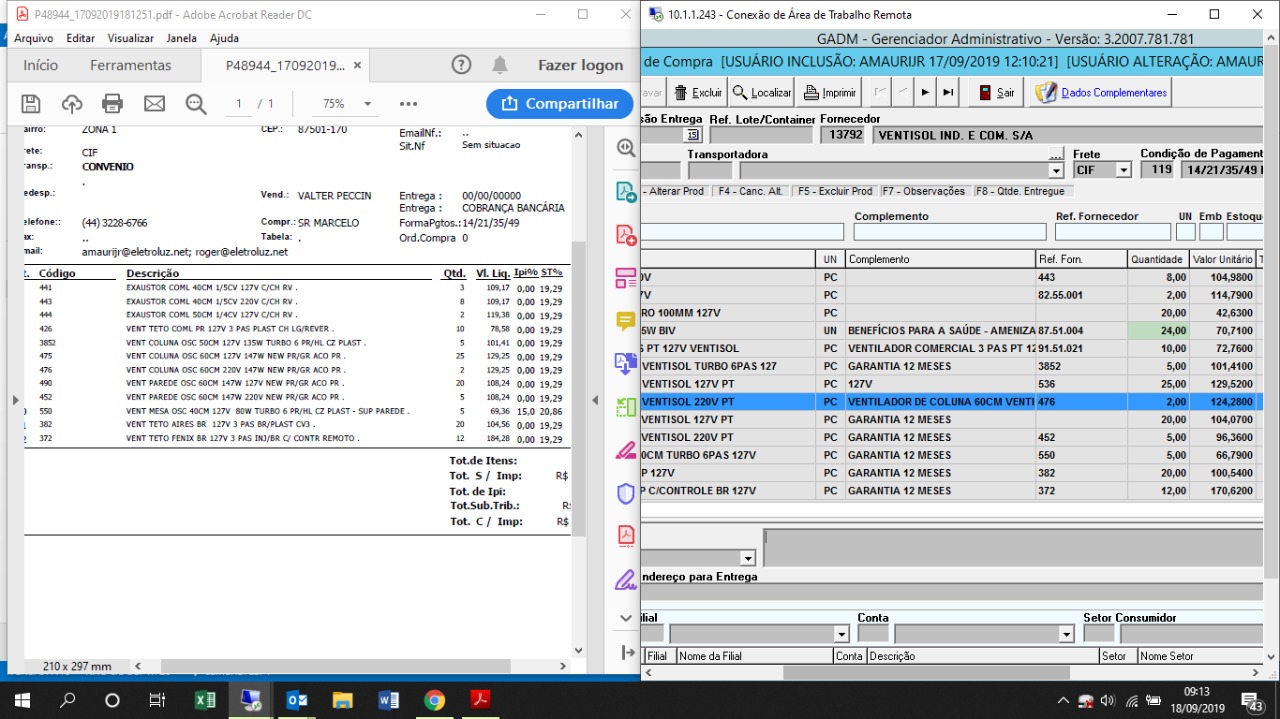 P48944_17092019181251.pdf - Adobe Acrobat Reader DC
Arquivo Editar Visualizar Janela Ajuda
Início Ferramentas P48944_17092019... × Fazer logon
1 / 1 75% Compartilhar
airro: ZONA 1 CEP.: 87501-170 EmailNf.: ..
Sit.Nf Sem situacao
rete: CIF
ansp.: CONVENIO
.
edesp.: Vend.: VALTER PECCIN Entrega : 00/00/00000
Entrega : COBRANÇA BANCÁRIA
elefone:: (44) 3228-6766 Compr.: SR MARCELO FormaPgtos.: 14/21/35/49
ax: .. Tabela: . Ord.Compra 0
mail: amaurijr@eletroluz.net; roger@eletroluz.net
t. Código Descrição Qtd. Vl. Liq. Ipi% ST%
441 EXAUSTOR COML 40CM 1/5CV 127V C/CH RV . 3 109,17 0,00 19,29
443 EXAUSTOR COML 40CM 1/5CV 220V C/CH RV . 8 109,17 0,00 19,29
444 EXAUSTOR COML 50CM 1/4CV 127V C/CH RV . 2 119,38 0,00 19,29
426 VENT TETO COML PR 127V 3 PAS PLAST CH LG/REVER . 10 78,58 0,00 19,29
3852 VENT COLUNA OSC 50CM 127V 135W TURBO 6 PR/HL CZ PLAST . 5 101,41 0,00 19,29
475 VENT COLUNA OSC 60CM 127V 147W NEW PR/GR ACO PR . 25 129,25 0,00 19,29
476 VENT COLUNA OSC 60CM 220V 147W NEW PR/GR ACO PR . 2 129,25 0,00 19,29
490 VENT PAREDE OSC 60CM 147W 127V NEW PR/GR ACO PR . 20 108,24 0,00 19,29
452 VENT PAREDE OSC 60CM 147W 220V NEW PR/GR ACO PR . 5 108,24 0,00 19,29
550 VENT MESA OSC 40CM 127V 80W TURBO 6 PR/HL CZ PLAST - SUP PAREDE . 5 69,36 15,0 20,86
382 VENT TETO AIRES BR 127V 3 PAS BR/PLAST CV3 . 20 104,56 0,00 19,29
372 VENT TETO FENIX BR 127V 3 PAS INJ/BR C/ CONTR REMOTO . 12 184,28 0,00 19,29
Tot.de Itens:
Tot. S / Imp: R$
Tot. de Ipi:
Tot.Sub.Trib.: R
Tot. C / Imp: R$
210 x 297 mm
10.1.1.243 - Conexão de Área de Trabalho Remota
GADM - Gerenciador Administrativo - Versão: 3.2007.781.781
de Compra [USUÁRIO INCLUSÃO: AMAURIJR 17/09/2019 12:10:21] [USUÁRIO ALTERAÇÃO: AMAUR
avar Excluir Localizar Imprimir Sair Dados Complementares
são Entrega Ref. Lote/Container Fornecedor
15 13792 VENTISOL IND. E COM. S/A
Transportadora ... Frete Condição de Pagament
CIF 119 14/21/35/49
- Alterar Prod F4 - Canc. Alt. F5 - Excluir Prod F7 - Observações F8 - Qtde. Entregue
Complemento Ref. Fornecedor UN Emb Estoqu
UN Complemento Ref. Forn. Quantidade Valor Unitário T
0V PC 443 8,00 104,9800
7V PC 82.55.001 2,00 114,7900
RO 100MM 127V PC 20,00 42,6300
5W BIV UN BENEFÍCIOS PARA A SAÚDE - AMENIZA 87.51.004 24,00 70,7100
S PT 127V VENTISOL PC VENTILADOR COMERCIAL 3 PAS PT 12 91.51.021 10,00 72,7600
VENTISOL TURBO 6PAS 127 PC GARANTIA 12 MESES 3852 5,00 101,4100
VENTISOL 127V PT PC 127V 536 25,00 129,5200
VENTISOL 220V PT PC VENTILADOR DE COLUNA 60CM VENTI 476 2,00 124,2800
VENTISOL 127V PT PC GARANTIA 12 MESES 20,00 104,0700
VENTISOL 220V PT PC GARANTIA 12 MESES 452 5,00 96,3600
0CM TURBO 6PAS 127V PC GARANTIA 12 MESES 550 5,00 66,7900
P 127V PC GARANTIA 12 MESES 382 20,00 100,5400
P C/CONTROLE BR 127V PC GARANTIA 12 MESES 372 12,00 170,6200
ndereço para Entrega
ilial Conta Setor Consumidor
Filial Nome da Filial Conta Descrição Setor Nome Setor
09:13
18/09/2019
43